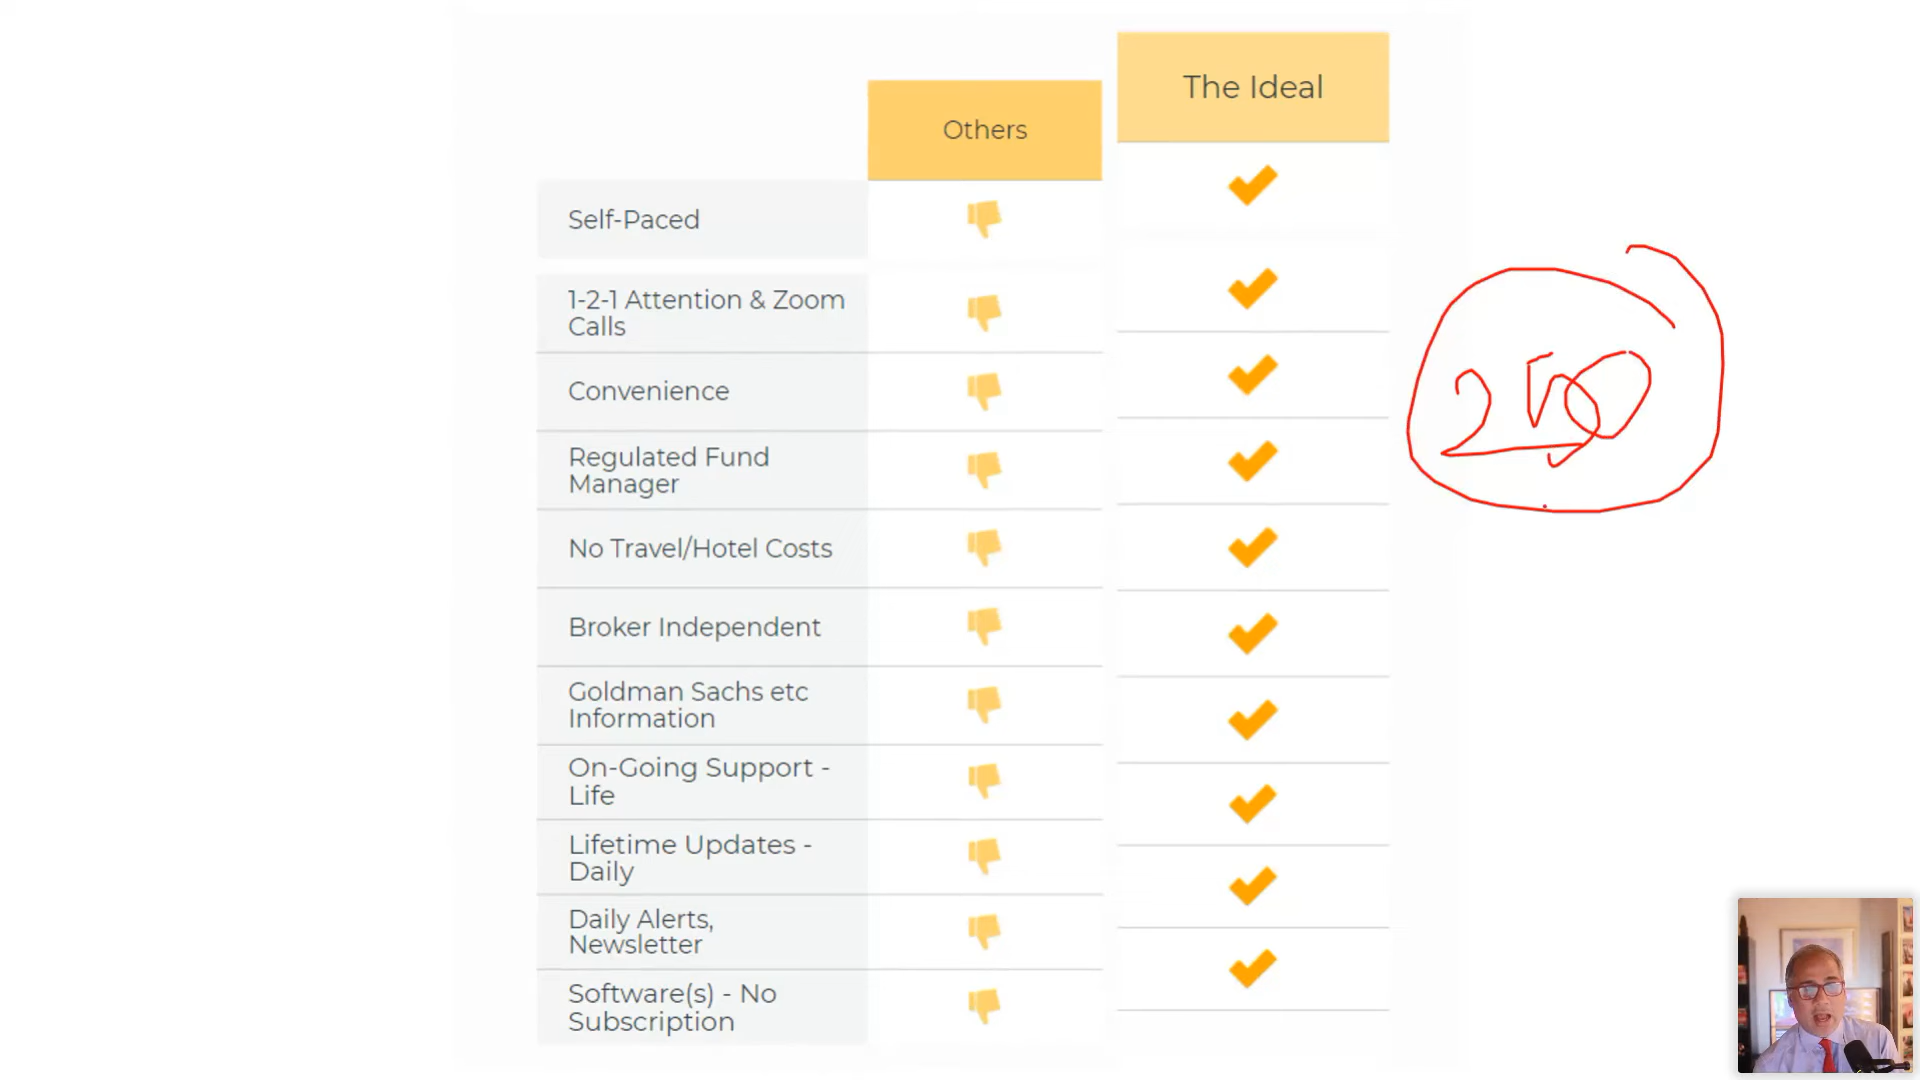 The Ideal
Others
Self-Paced
1-2-1 Attention & Zoom
Calls
Convenience
250
Regulated Fund
Manager
No Travel/Hotel Costs
Broker Independent
Goldman Sachs etc
Information
On-Going Support -
Life
Lifetime Updates -
Daily
Daily Alerts,
Newsletter
Software(s) - No
Subscription